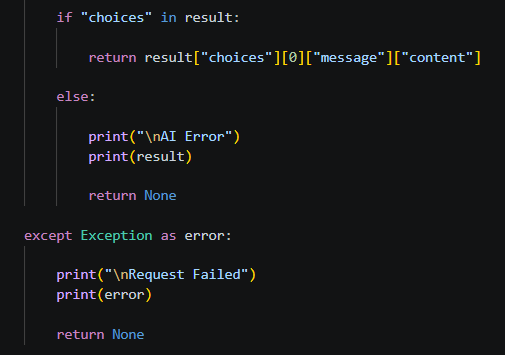 if "choices" in result:
return result["choices"][0]["message"]["content"]
else:
print("\nAI Error")
print(result)
return None
except Exception as error:
print("\nRequest Failed")
print(error)
return None